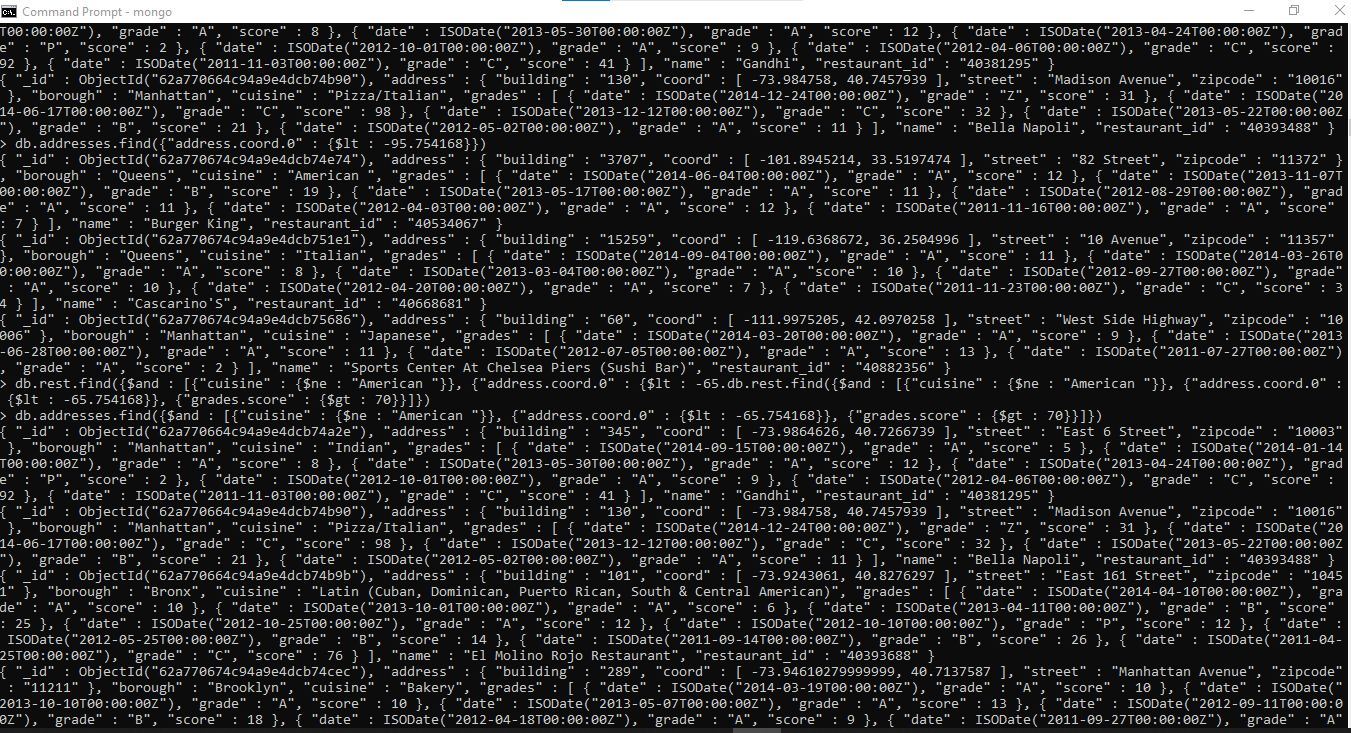 Command Prompt - mongo
T00:00:00Z"), "grade" : "A", "score" : 8 }, { "date" : ISODate("2013-05-30T00:00:00Z"), "grade" : "A", "score" : 12 }, { "date" : ISODate("2013-04-24T00:00:00Z"), "grad
e" : "P", "score" : 2 }, { "date" : ISODate("2012-10-01T00:00:00Z"), "grade" : "A", "score" : 9 }, { "date" : ISODate("2012-04-06T00:00:00Z"), "grade" : "C", "score" :
92 }, { "date" : ISODate("2011-11-03T00:00:00Z"), "grade" : "C", "score" : 41 } ], "name" : "Gandhi", "restaurant_id" : "40381295" }
{ "_id" : ObjectId("62a770664c94a9e4dcb74b90"), "address" : { "building" : "130", "coord" : [ -73.984758, 40.7457939 ], "street" : "Madison Avenue", "zipcode" : "10016"
 }, "borough" : "Manhattan", "cuisine" : "Pizza/Italian", "grades" : [ { "date" : ISODate("2014-12-24T00:00:00Z"), "grade" : "Z", "score" : 31 }, { "date" : ISODate("20
14-06-17T00:00:00Z"), "grade" : "C", "score" : 98 }, { "date" : ISODate("2013-12-12T00:00:00Z"), "grade" : "C", "score" : 32 }, { "date" : ISODate("2013-05-22T00:00:00Z
"), "grade" : "B", "score" : 21 }, { "date" : ISODate("2012-05-02T00:00:00Z"), "grade" : "A", "score" : 11 } ], "name" : "Bella Napoli", "restaurant_id" : "40393488" }
> db.addresses.find({"address.coord.0" : {$lt : -95.754168}})
{ "_id" : ObjectId("62a770674c94a9e4dcb74e74"), "address" : { "building" : "3707", "coord" : [ -101.8945214, 33.5197474 ], "street" : "82 Street", "zipcode" : "11372" }
, "borough" : "Queens", "cuisine" : "American ", "grades" : [ { "date" : ISODate("2014-06-04T00:00:00Z"), "grade" : "A", "score" : 12 }, { "date" : ISODate("2013-11-07T
00:00:00Z"), "grade" : "B", "score" : 19 }, { "date" : ISODate("2013-05-17T00:00:00Z"), "grade" : "A", "score" : 11 }, { "date" : ISODate("2012-08-29T00:00:00Z"), "grad
e" : "A", "score" : 11 }, { "date" : ISODate("2012-04-03T00:00:00Z"), "grade" : "A", "score" : 12 }, { "date" : ISODate("2011-11-16T00:00:00Z"), "grade" : "A", "score"
: 7 } ], "name" : "Burger King", "restaurant_id" : "40534067" }
{ "_id" : ObjectId("62a770674c94a9e4dcb751e1"), "address" : { "building" : "15259", "coord" : [ -119.6368672, 36.2504996 ], "street" : "10 Avenue", "zipcode" : "11357"
}, "borough" : "Queens", "cuisine" : "Italian", "grades" : [ { "date" : ISODate("2014-09-04T00:00:00Z"), "grade" : "A", "score" : 11 }, { "date" : ISODate("2014-03-26T0
0:00:00Z"), "grade" : "A", "score" : 8 }, { "date" : ISODate("2013-03-04T00:00:00Z"), "grade" : "A", "score" : 10 }, { "date" : ISODate("2012-09-27T00:00:00Z"), "grade"
 : "A", "score" : 10 }, { "date" : ISODate("2012-04-20T00:00:00Z"), "grade" : "A", "score" : 7 }, { "date" : ISODate("2011-11-23T00:00:00Z"), "grade" : "C", "score" : 3
4 } ], "name" : "Cascarino'S", "restaurant_id" : "40668681" }
{ "_id" : ObjectId("62a770674c94a9e4dcb75686"), "address" : { "building" : "60", "coord" : [ -111.9975205, 42.0970258 ], "street" : "West Side Highway", "zipcode" : "10
006" }, "borough" : "Manhattan", "cuisine" : "Japanese", "grades" : [ { "date" : ISODate("2014-03-20T00:00:00Z"), "grade" : "A", "score" : 9 }, { "date" : ISODate("2013
-06-28T00:00:00Z"), "grade" : "A", "score" : 11 }, { "date" : ISODate("2012-07-05T00:00:00Z"), "grade" : "A", "score" : 13 }, { "date" : ISODate("2011-07-27T00:00:00Z")
, "grade" : "A", "score" : 2 } ], "name" : "Sports Center At Chelsea Piers (Sushi Bar)", "restaurant_id" : "40882356" }
> db.rest.find({$and : [{"cuisine" : {$ne : "American "}}, {"address.coord.0" : {$lt : -65.db.rest.find({$and : [{"cuisine" : {$ne : "American "}}, {"address.coord.0" :
 {$lt : -65.754168}}, {"grades.score" : {$gt : 70}}]})
> db.addresses.find({$and : [{"cuisine" : {$ne : "American "}}, {"address.coord.0" : {$lt : -65.754168}}, {"grades.score" : {$gt : 70}}]})
{ "_id" : ObjectId("62a770664c94a9e4dcb74a2e"), "address" : { "building" : "345", "coord" : [ -73.9864626, 40.7266739 ], "street" : "East 6 Street", "zipcode" : "10003"
 }, "borough" : "Manhattan", "cuisine" : "Indian", "grades" : [ { "date" : ISODate("2014-09-15T00:00:00Z"), "grade" : "A", "score" : 5 }, { "date" : ISODate("2014-01-14
T00:00:00Z"), "grade" : "A", "score" : 8 }, { "date" : ISODate("2013-05-30T00:00:00Z"), "grade" : "A", "score" : 12 }, { "date" : ISODate("2013-04-24T00:00:00Z"), "grad
e" : "P", "score" : 2 }, { "date" : ISODate("2012-10-01T00:00:00Z"), "grade" : "A", "score" : 9 }, { "date" : ISODate("2012-04-06T00:00:00Z"), "grade" : "C", "score" :
92 }, { "date" : ISODate("2011-11-03T00:00:00Z"), "grade" : "C", "score" : 41 } ], "name" : "Gandhi", "restaurant_id" : "40381295" }
{ "_id" : ObjectId("62a770664c94a9e4dcb74b90"), "address" : { "building" : "130", "coord" : [ -73.984758, 40.7457939 ], "street" : "Madison Avenue", "zipcode" : "10016"
 }, "borough" : "Manhattan", "cuisine" : "Pizza/Italian", "grades" : [ { "date" : ISODate("2014-12-24T00:00:00Z"), "grade" : "Z", "score" : 31 }, { "date" : ISODate("20
14-06-17T00:00:00Z"), "grade" : "C", "score" : 98 }, { "date" : ISODate("2013-12-12T00:00:00Z"), "grade" : "C", "score" : 32 }, { "date" : ISODate("2013-05-22T00:00:00Z
"), "grade" : "B", "score" : 21 }, { "date" : ISODate("2012-05-02T00:00:00Z"), "grade" : "A", "score" : 11 } ], "name" : "Bella Napoli", "restaurant_id" : "40393488" }
{ "_id" : ObjectId("62a770664c94a9e4dcb74b9b"), "address" : { "building" : "101", "coord" : [ -73.9243061, 40.8276297 ], "street" : "East 161 Street", "zipcode" : "1045
1" }, "borough" : "Bronx", "cuisine" : "Latin (Cuban, Dominican, Puerto Rican, South & Central American)", "grades" : [ { "date" : ISODate("2014-04-10T00:00:00Z"), "gra
de" : "A", "score" : 10 }, { "date" : ISODate("2013-10-01T00:00:00Z"), "grade" : "A", "score" : 6 }, { "date" : ISODate("2013-04-11T00:00:00Z"), "grade" : "B", "score"
: 25 }, { "date" : ISODate("2012-10-25T00:00:00Z"), "grade" : "A", "score" : 12 }, { "date" : ISODate("2012-10-10T00:00:00Z"), "grade" : "P", "score" : 12 }, { "date" :
 ISODate("2012-05-25T00:00:00Z"), "grade" : "B", "score" : 14 }, { "date" : ISODate("2011-09-14T00:00:00Z"), "grade" : "B", "score" : 26 }, { "date" : ISODate("2011-04-
25T00:00:00Z"), "grade" : "C", "score" : 76 } ], "name" : "El Molino Rojo Restaurant", "restaurant_id" : "40393688" }
{ "_id" : ObjectId("62a770664c94a9e4dcb74cec"), "address" : { "building" : "289", "coord" : [ -73.94610279999999, 40.7137587 ], "street" : "Manhattan Avenue", "zipcode"
 : "11211" }, "borough" : "Brooklyn", "cuisine" : "Bakery", "grades" : [ { "date" : ISODate("2014-03-19T00:00:00Z"), "grade" : "A", "score" : 10 }, { "date" : ISODate("
2013-10-10T00:00:00Z"), "grade" : "A", "score" : 10 }, { "date" : ISODate("2013-05-07T00:00:00Z"), "grade" : "A", "score" : 13 }, { "date" : ISODate("2012-09-11T00:00:0
0Z"), "grade" : "B", "score" : 18 }, { "date" : ISODate("2012-04-18T00:00:00Z"), "grade" : "A", "score" : 9 }, { "date" : ISODate("2011-09-27T00:00:00Z"), "grade" : "A"